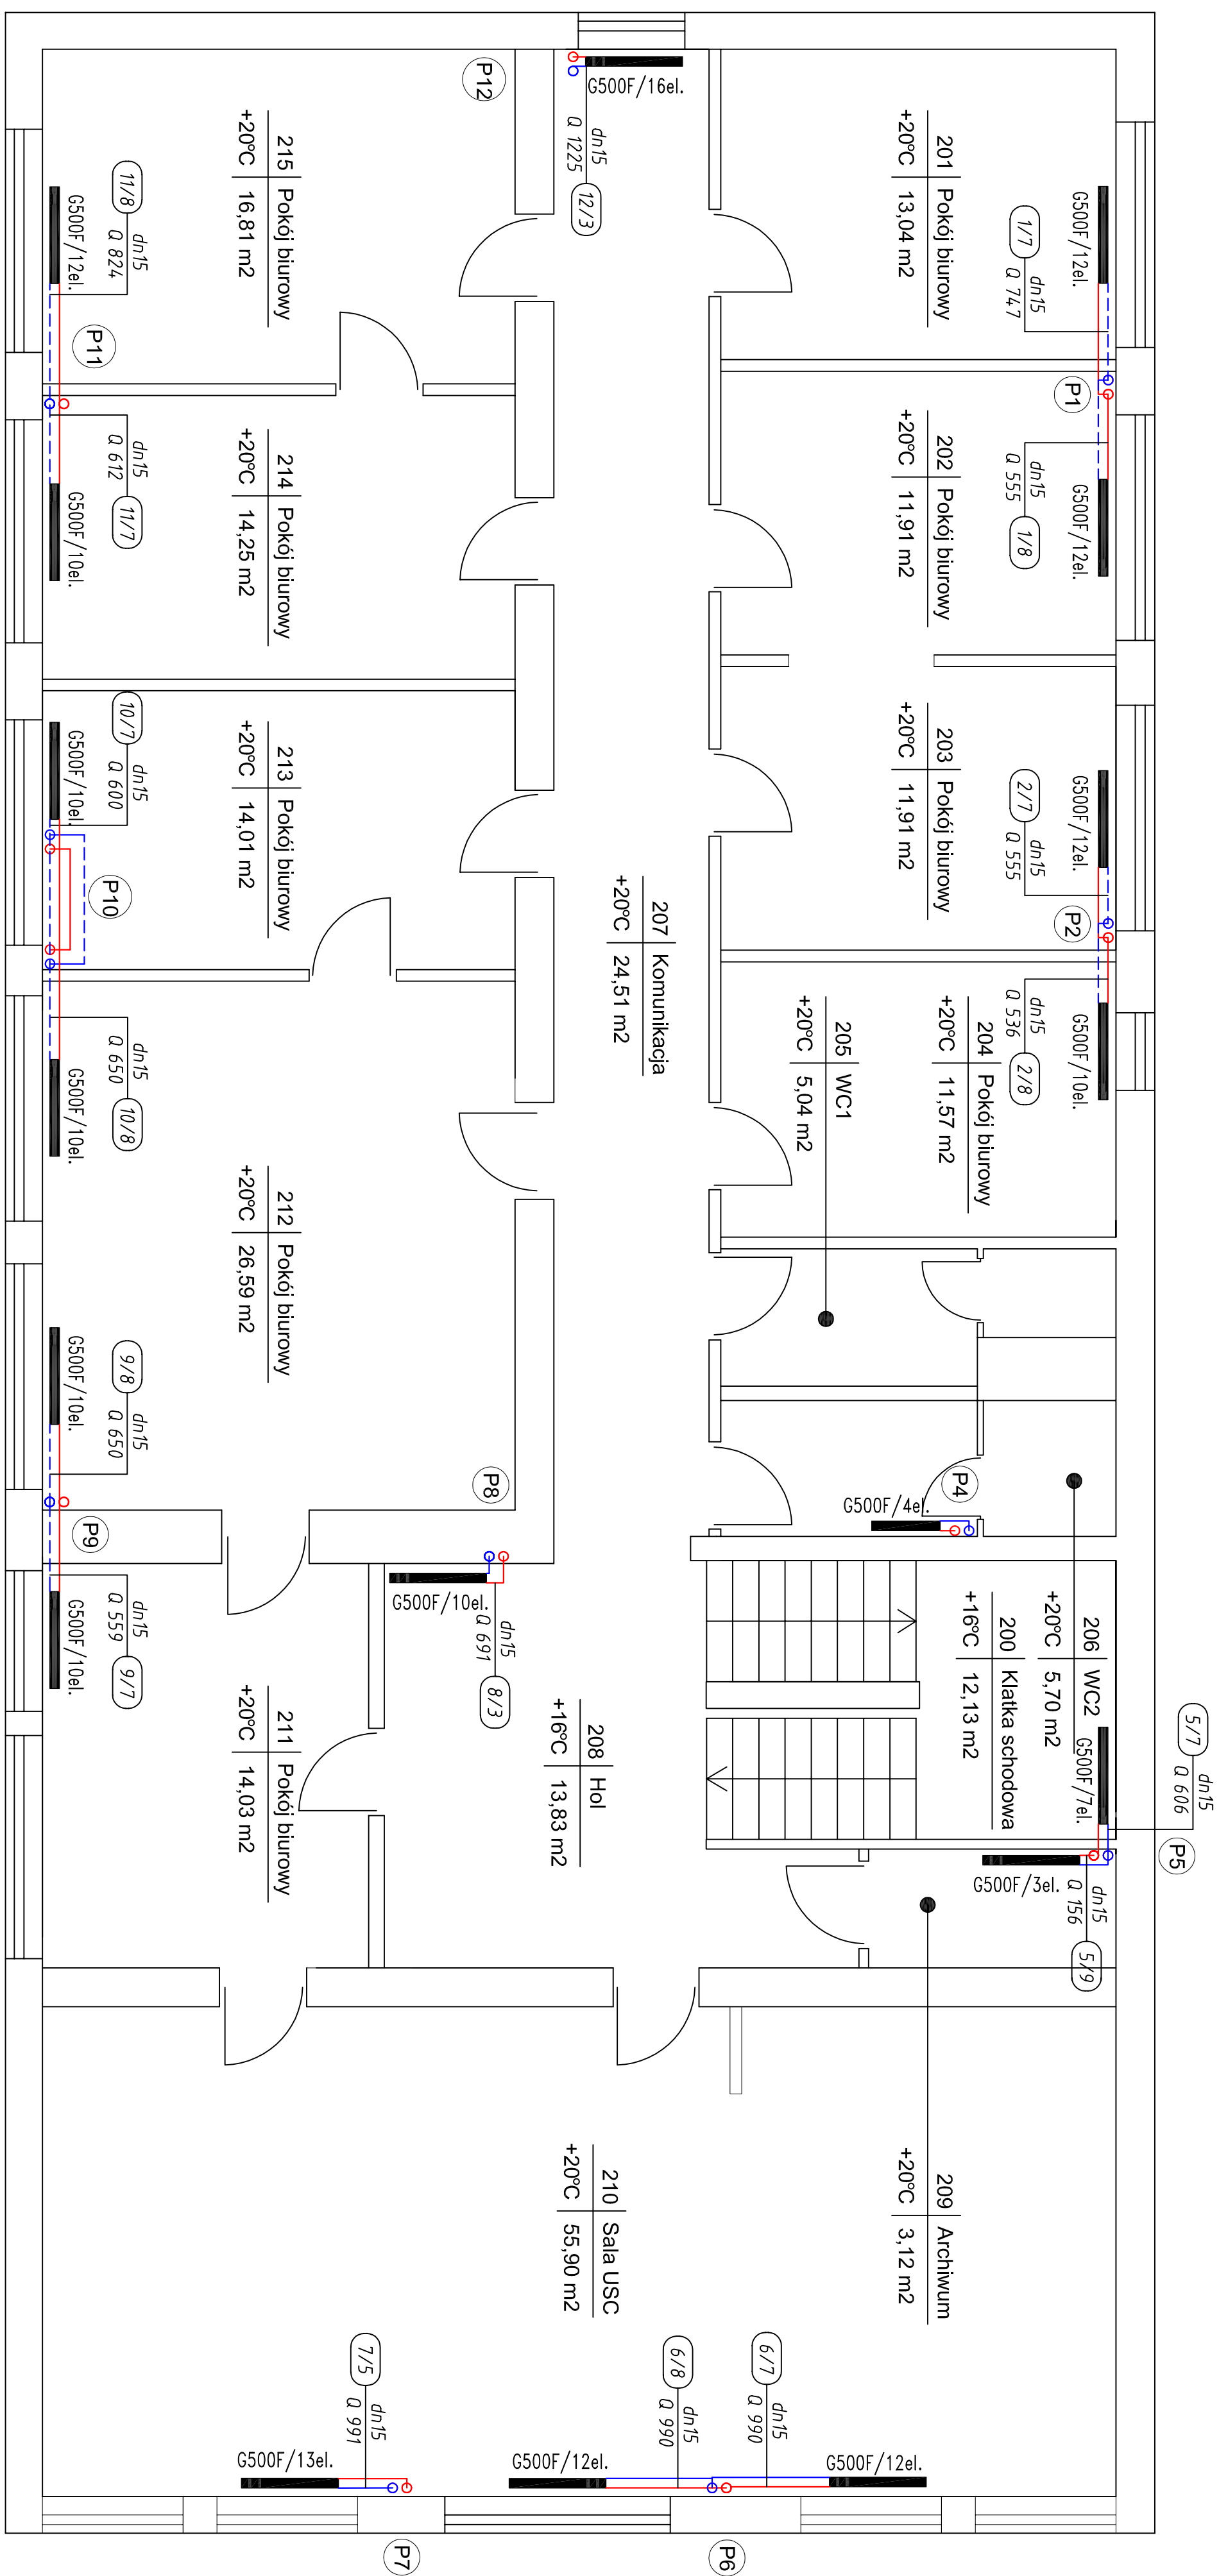 G500F/16el.
dn15
Q 1225
12/3
P12
201 Pokój biurowy
+20°C 13,04 m2
G500F/12el.
1/7
dn15
Q 747
P1
dn15
Q 555
1/8
G500F/12el.
202 Pokój biurowy
+20°C 11,91 m2
203 Pokój biurowy
+20°C 11,91 m2
G500F/12el.
2/7
dn15
Q 555
P2
dn15
Q 536
2/8
G500F/10el.
204 Pokój biurowy
+20°C 11,57 m2
205 WC1
+20°C 5,04 m2
207 Komunikacja
+20°C 24,51 m2
215 Pokój biurowy
+20°C 16,81 m2
G500F/12el.
11/8
dn15
Q 824
P11
dn15
Q 612
11/7
G500F/10el.
214 Pokój biurowy
+20°C 14,25 m2
213 Pokój biurowy
+20°C 14,01 m2
G500F/10el.
10/7
dn15
Q 600
P10
dn15
Q 650
10/8
G500F/10el.
212 Pokój biurowy
+20°C 26,59 m2
G500F/10el.
9/8
dn15
Q 650
P9
dn15
Q 559
9/7
G500F/10el.
211 Pokój biurowy
+20°C 14,03 m2
P8
G500F/10el.
dn15
Q 691
8/3
208 Hol
+16°C 13,83 m2
P4
G500F/4el.
206 WC2
+20°C 5,70 m2
200 Klatka schodowa
+16°C 12,13 m2
G500F/7el.
5/7
dn15
Q 606
P5
G500F/3el.
dn15
Q 156
5/9
209 Archiwum
+20°C 3,12 m2
210 Sala USC
+20°C 55,90 m2
6/7
dn15
Q 990
G500F/12el.
6/8
dn15
Q 990
G500F/12el.
P6
7/5
dn15
Q 991
G500F/13el.
P7